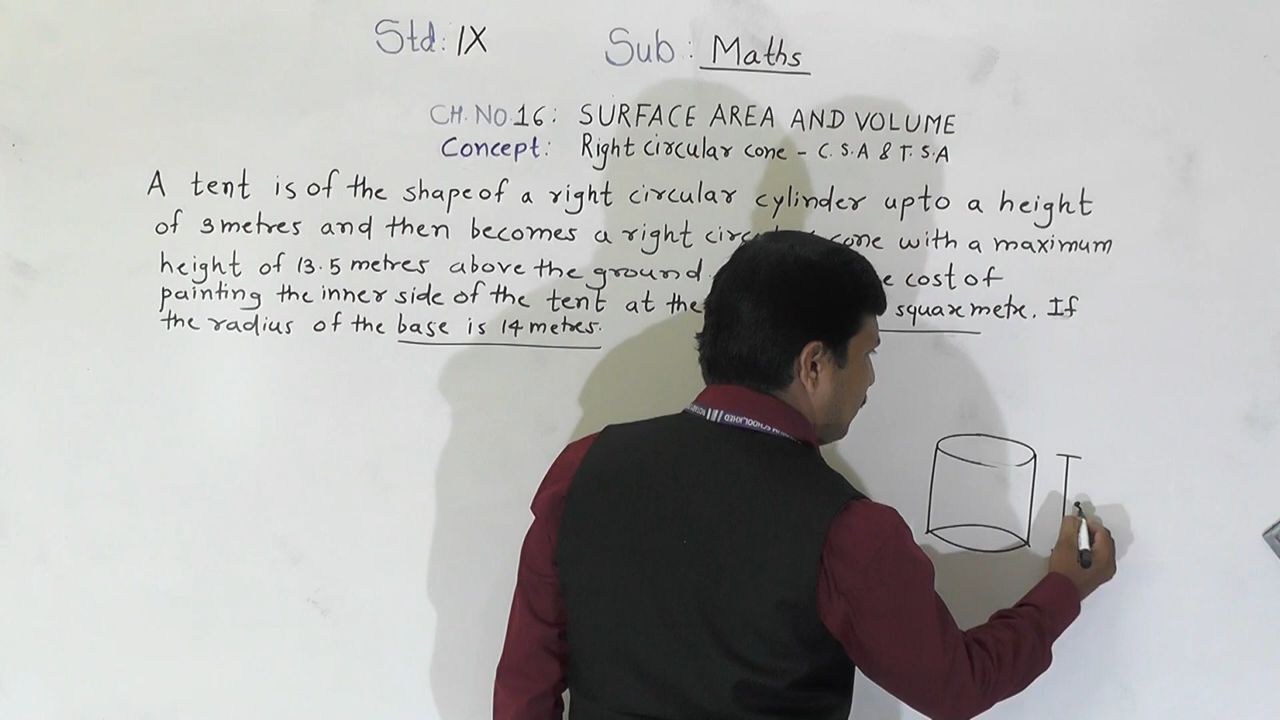 Std: IX Sub: Maths
CH. NO. 16: SURFACE AREA AND VOLUME
Concept: Right circular cone - C.S.A & T.S.A
A tent is of the shape of a right circular cylinder upto a height
of 3 metres and then becomes a right cone with a maximum
height of 13.5 metres above the ground. cost of
painting the inner side of the tent at the square metre. If
the radius of the base is 14 metres.